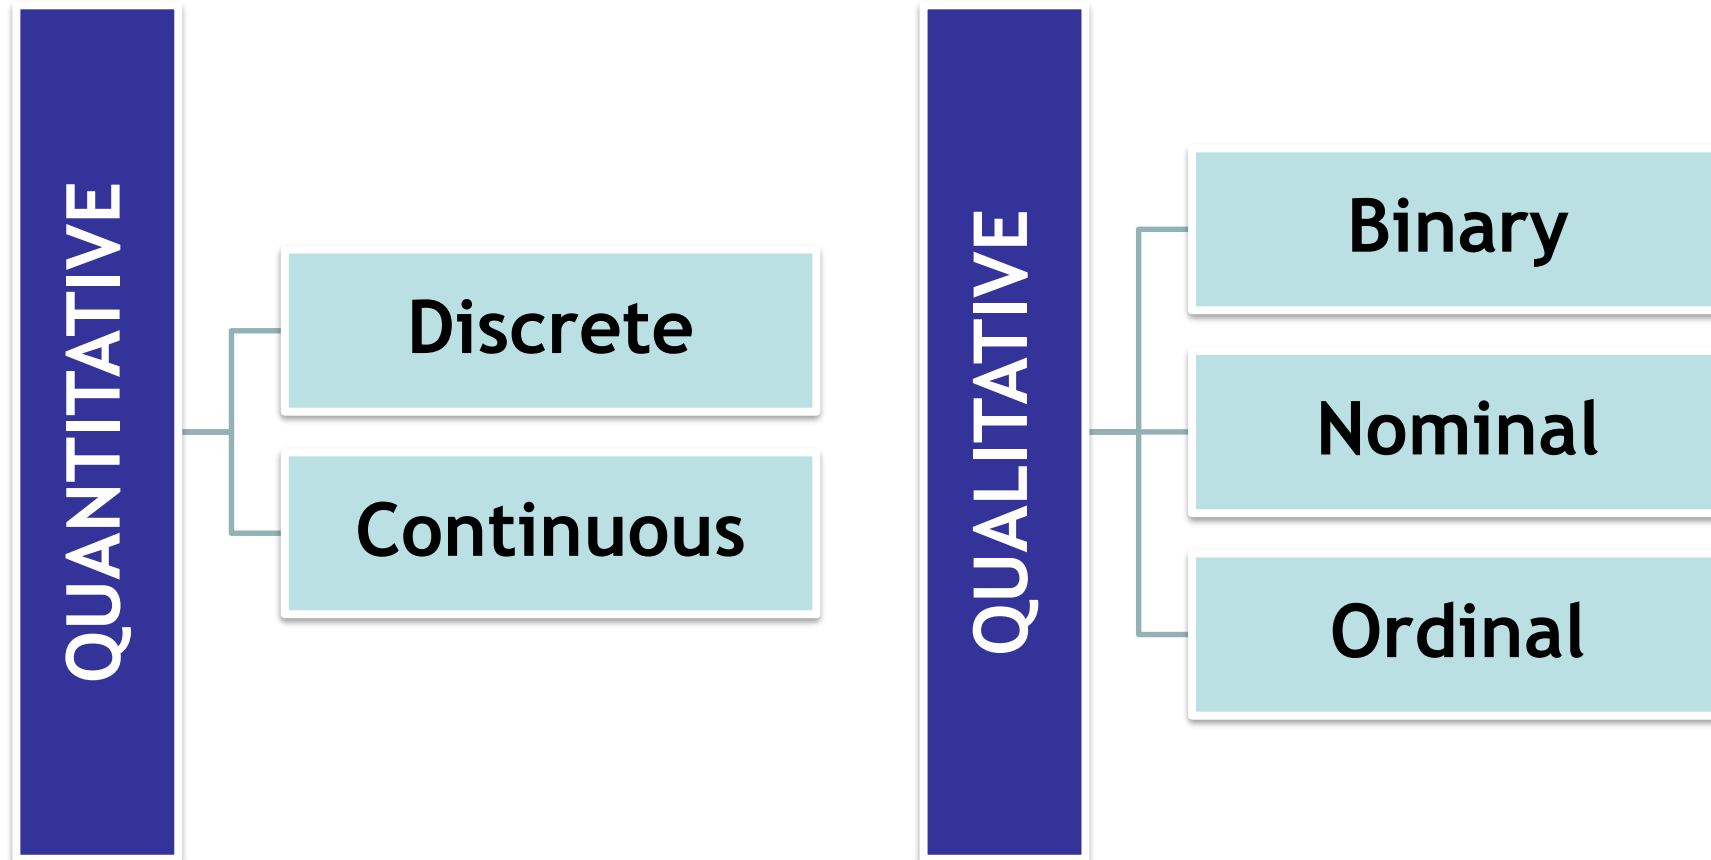 QUANTITATIVE
Discrete
Continuous
QUALITATIVE
Binary
Nominal
Ordinal